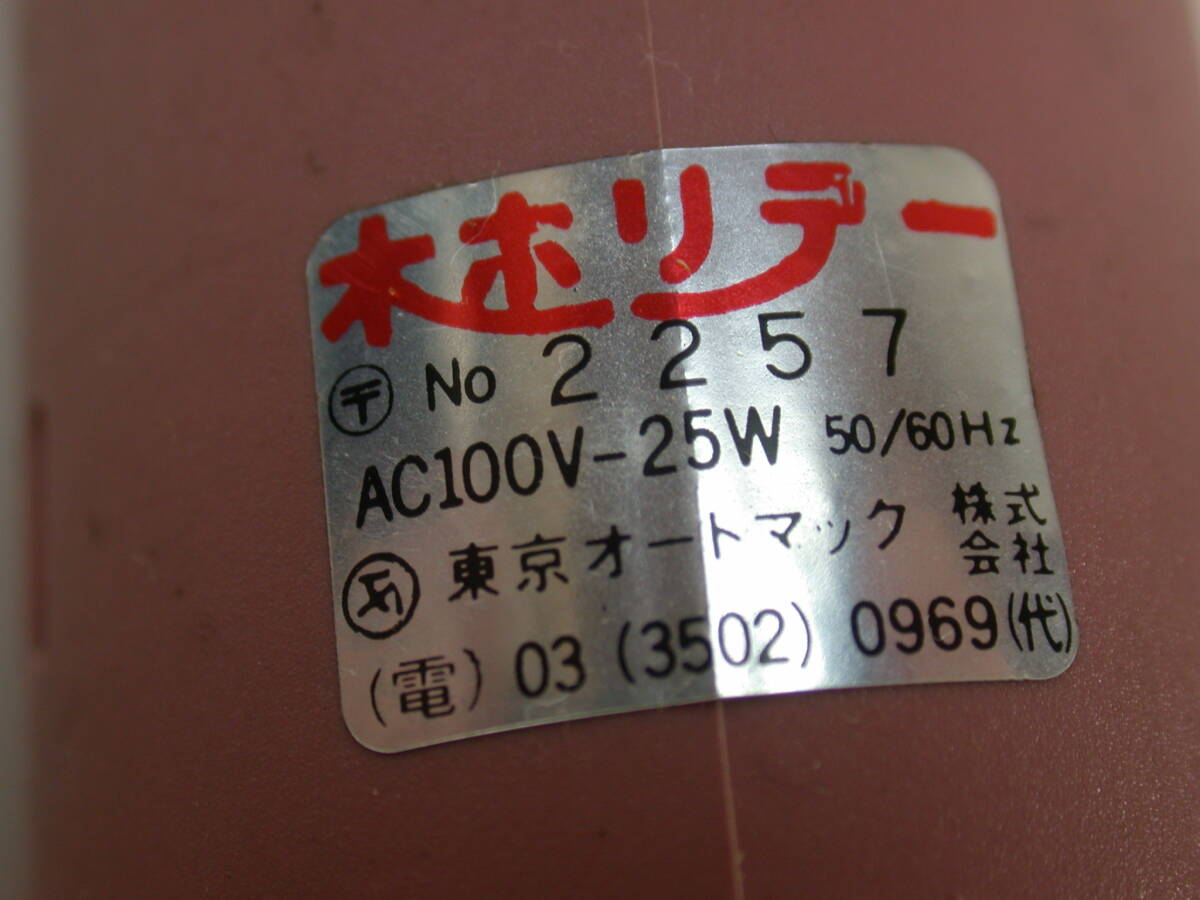 木ホリデー
〒 No 2257
AC100V-25W 50/60Hz
東京オートマック 株式会社
(電) 03 (3502) 0969 (代)